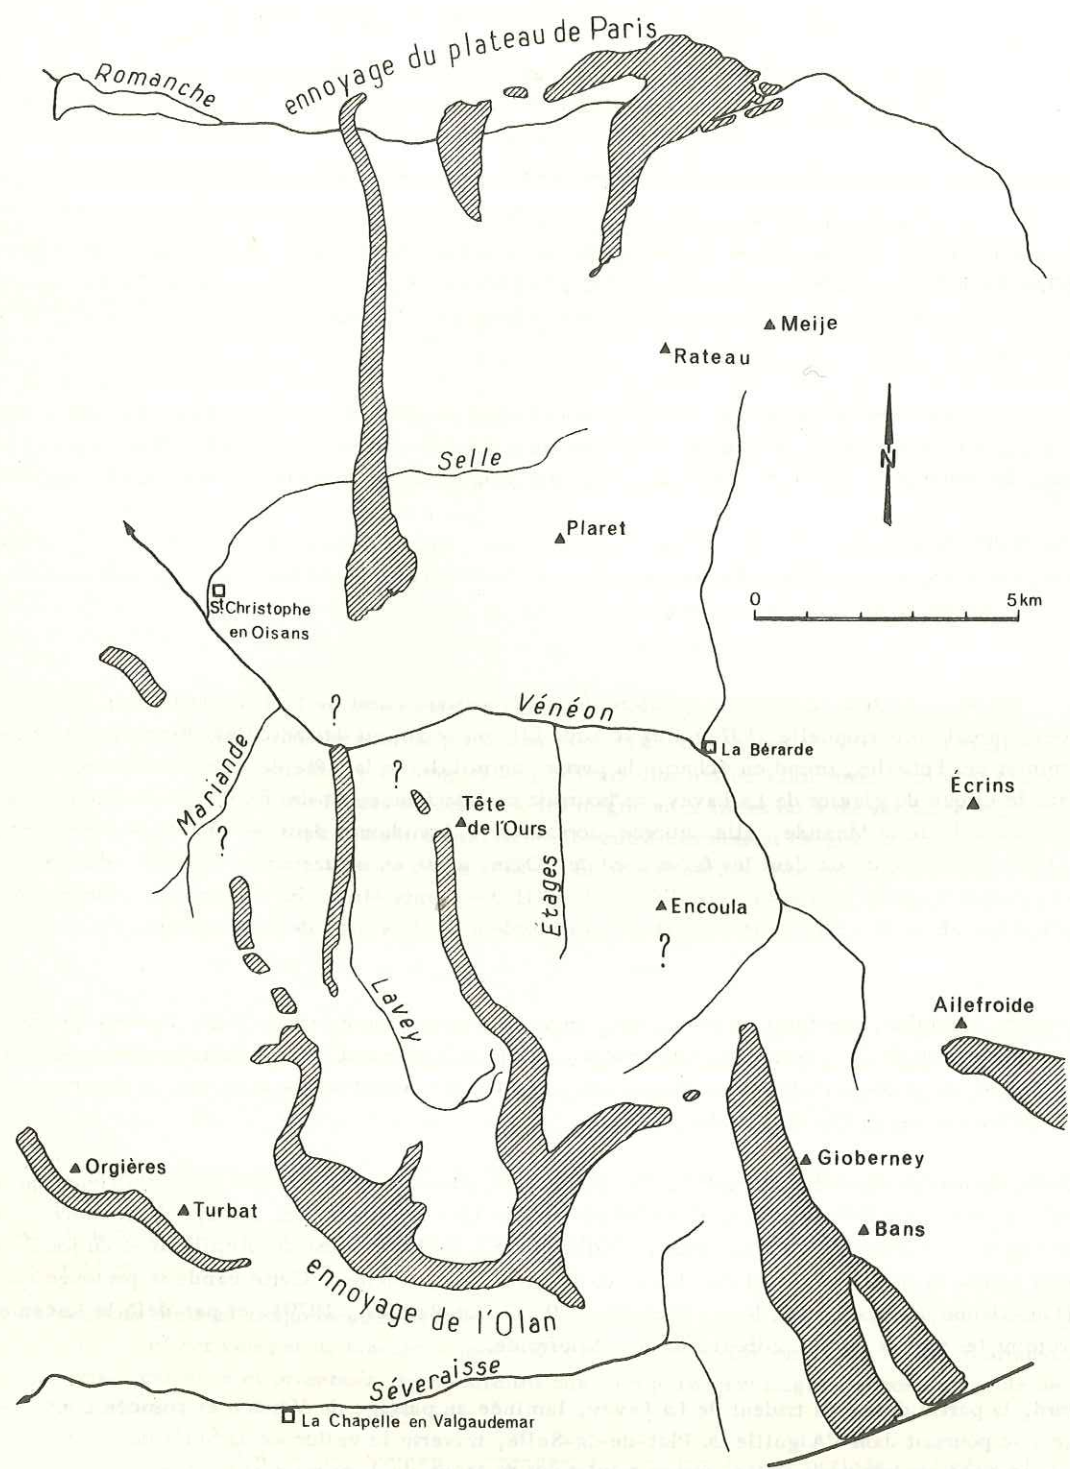 ennoyage du plateau de Paris
Romanche
Meije
Rateau
Selle
N
Plaret
0 5 km
St Christophe
en Oisans
?
Vénéon
La Bérarde
Mariande
?
?
Tête
de l'Ours
Écrins
Étages
Encoula
?
Lavey
Ailefroide
Orgières
Gioberney
Turbat
Bans
ennoyage de l'Olan
Séveraisse
La Chapelle en Valgaudemar